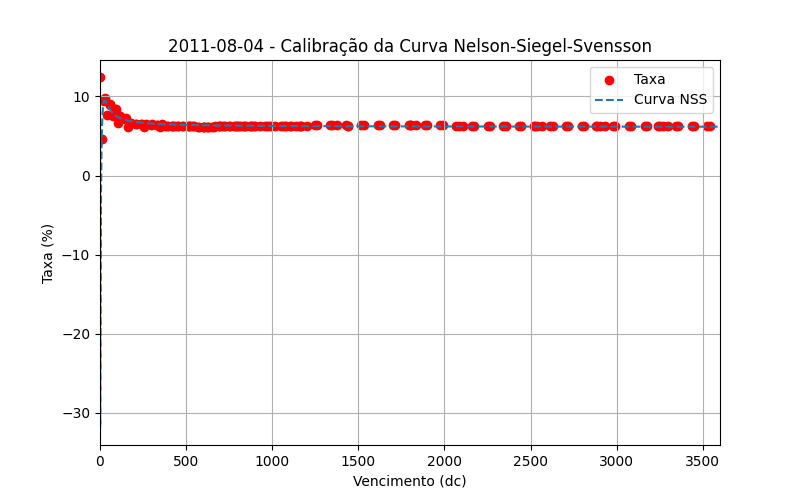 2011-08-04 - Calibração da Curva Nelson-Siegel-Svensson
Taxa
Curva NSS
Taxa (%)
10
0
−10
−20
−30
0 500 1000 1500 2000 2500 3000 3500
Vencimento (dc)